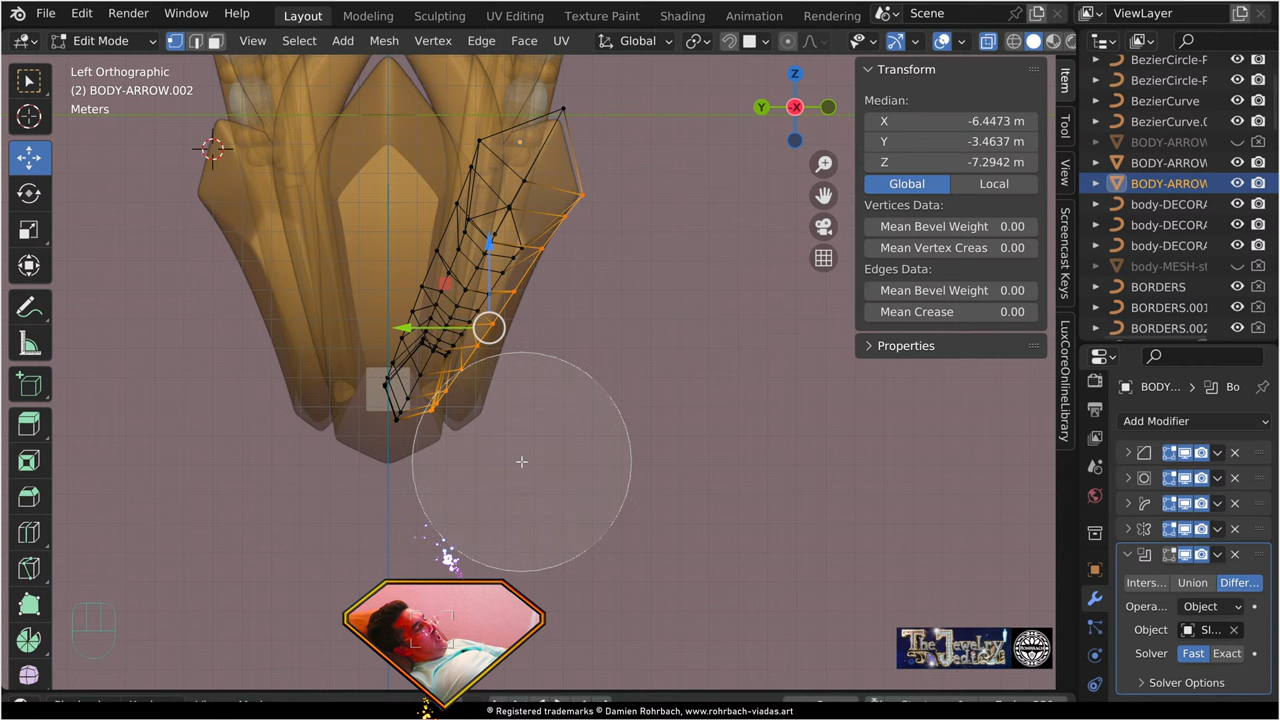 File Edit Render Window Help
Layout Modeling Sculpting UV Editing Texture Paint Shading Animation Rendering
Scene
ViewLayer
Edit Mode
View Select Add Mesh Vertex Edge Face UV
Global
Left Orthographic
(2) BODY-ARROW.002
Meters
Z
Y
-X
Transform
Median:
X -6.4473 m
Y -3.4637 m
Z -7.2942 m
Global Local
Vertices Data:
Mean Bevel Weight 0.00
Mean Vertex Creas 0.00
Edges Data:
Mean Bevel Weight 0.00
Mean Crease 0.00
Properties
Item
Tool
View
Screencast Keys
LuxCoreOnlineLibrary
BezierCircle-F
BezierCircle-F
BezierCurve
BezierCurve.0
BODY-ARROW
BODY-ARROW
BODY-ARROW
body-DECORA
body-DECORA
body-DECORA
body-MESH-st
BORDERS
BORDERS.001
BORDERS.002
BODY... Bo
Add Modifier
Inters... Union Differ...
Opera... Object
Object Sl...
Solver Fast Exact
Solver Options
The Jewelry
ROHRBACH
® Registered trademarks © Damien Rohrbach, www.rohrbach-viadas.art